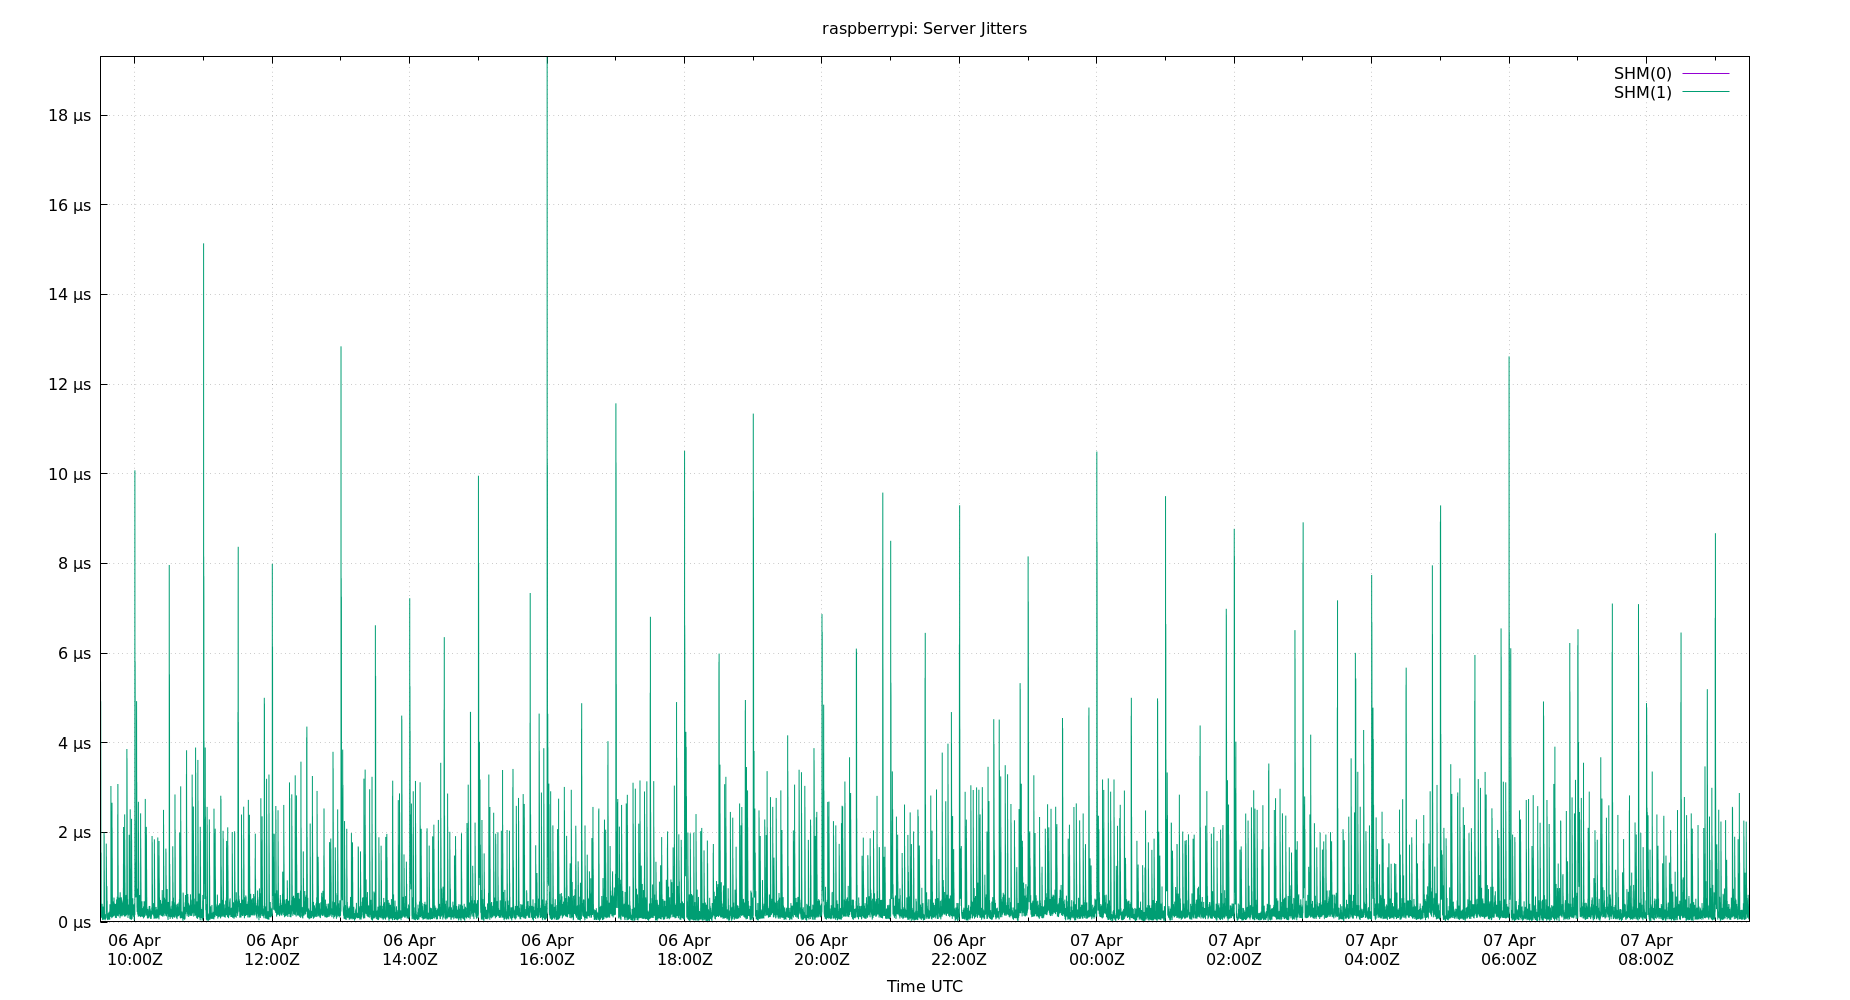 raspberrypi: Server Jitters
SHM(0)
SHM(1)
18 µs
16 µs
14 µs
12 µs
10 µs
8 µs
6 µs
4 µs
2 µs
0 µs
06 Apr 06 Apr 06 Apr 06 Apr 06 Apr 06 Apr 06 Apr 07 Apr 07 Apr 07 Apr 07 Apr 07 Apr
10:00Z 12:00Z 14:00Z 16:00Z 18:00Z 20:00Z 22:00Z 00:00Z 02:00Z 04:00Z 06:00Z 08:00Z
Time UTC